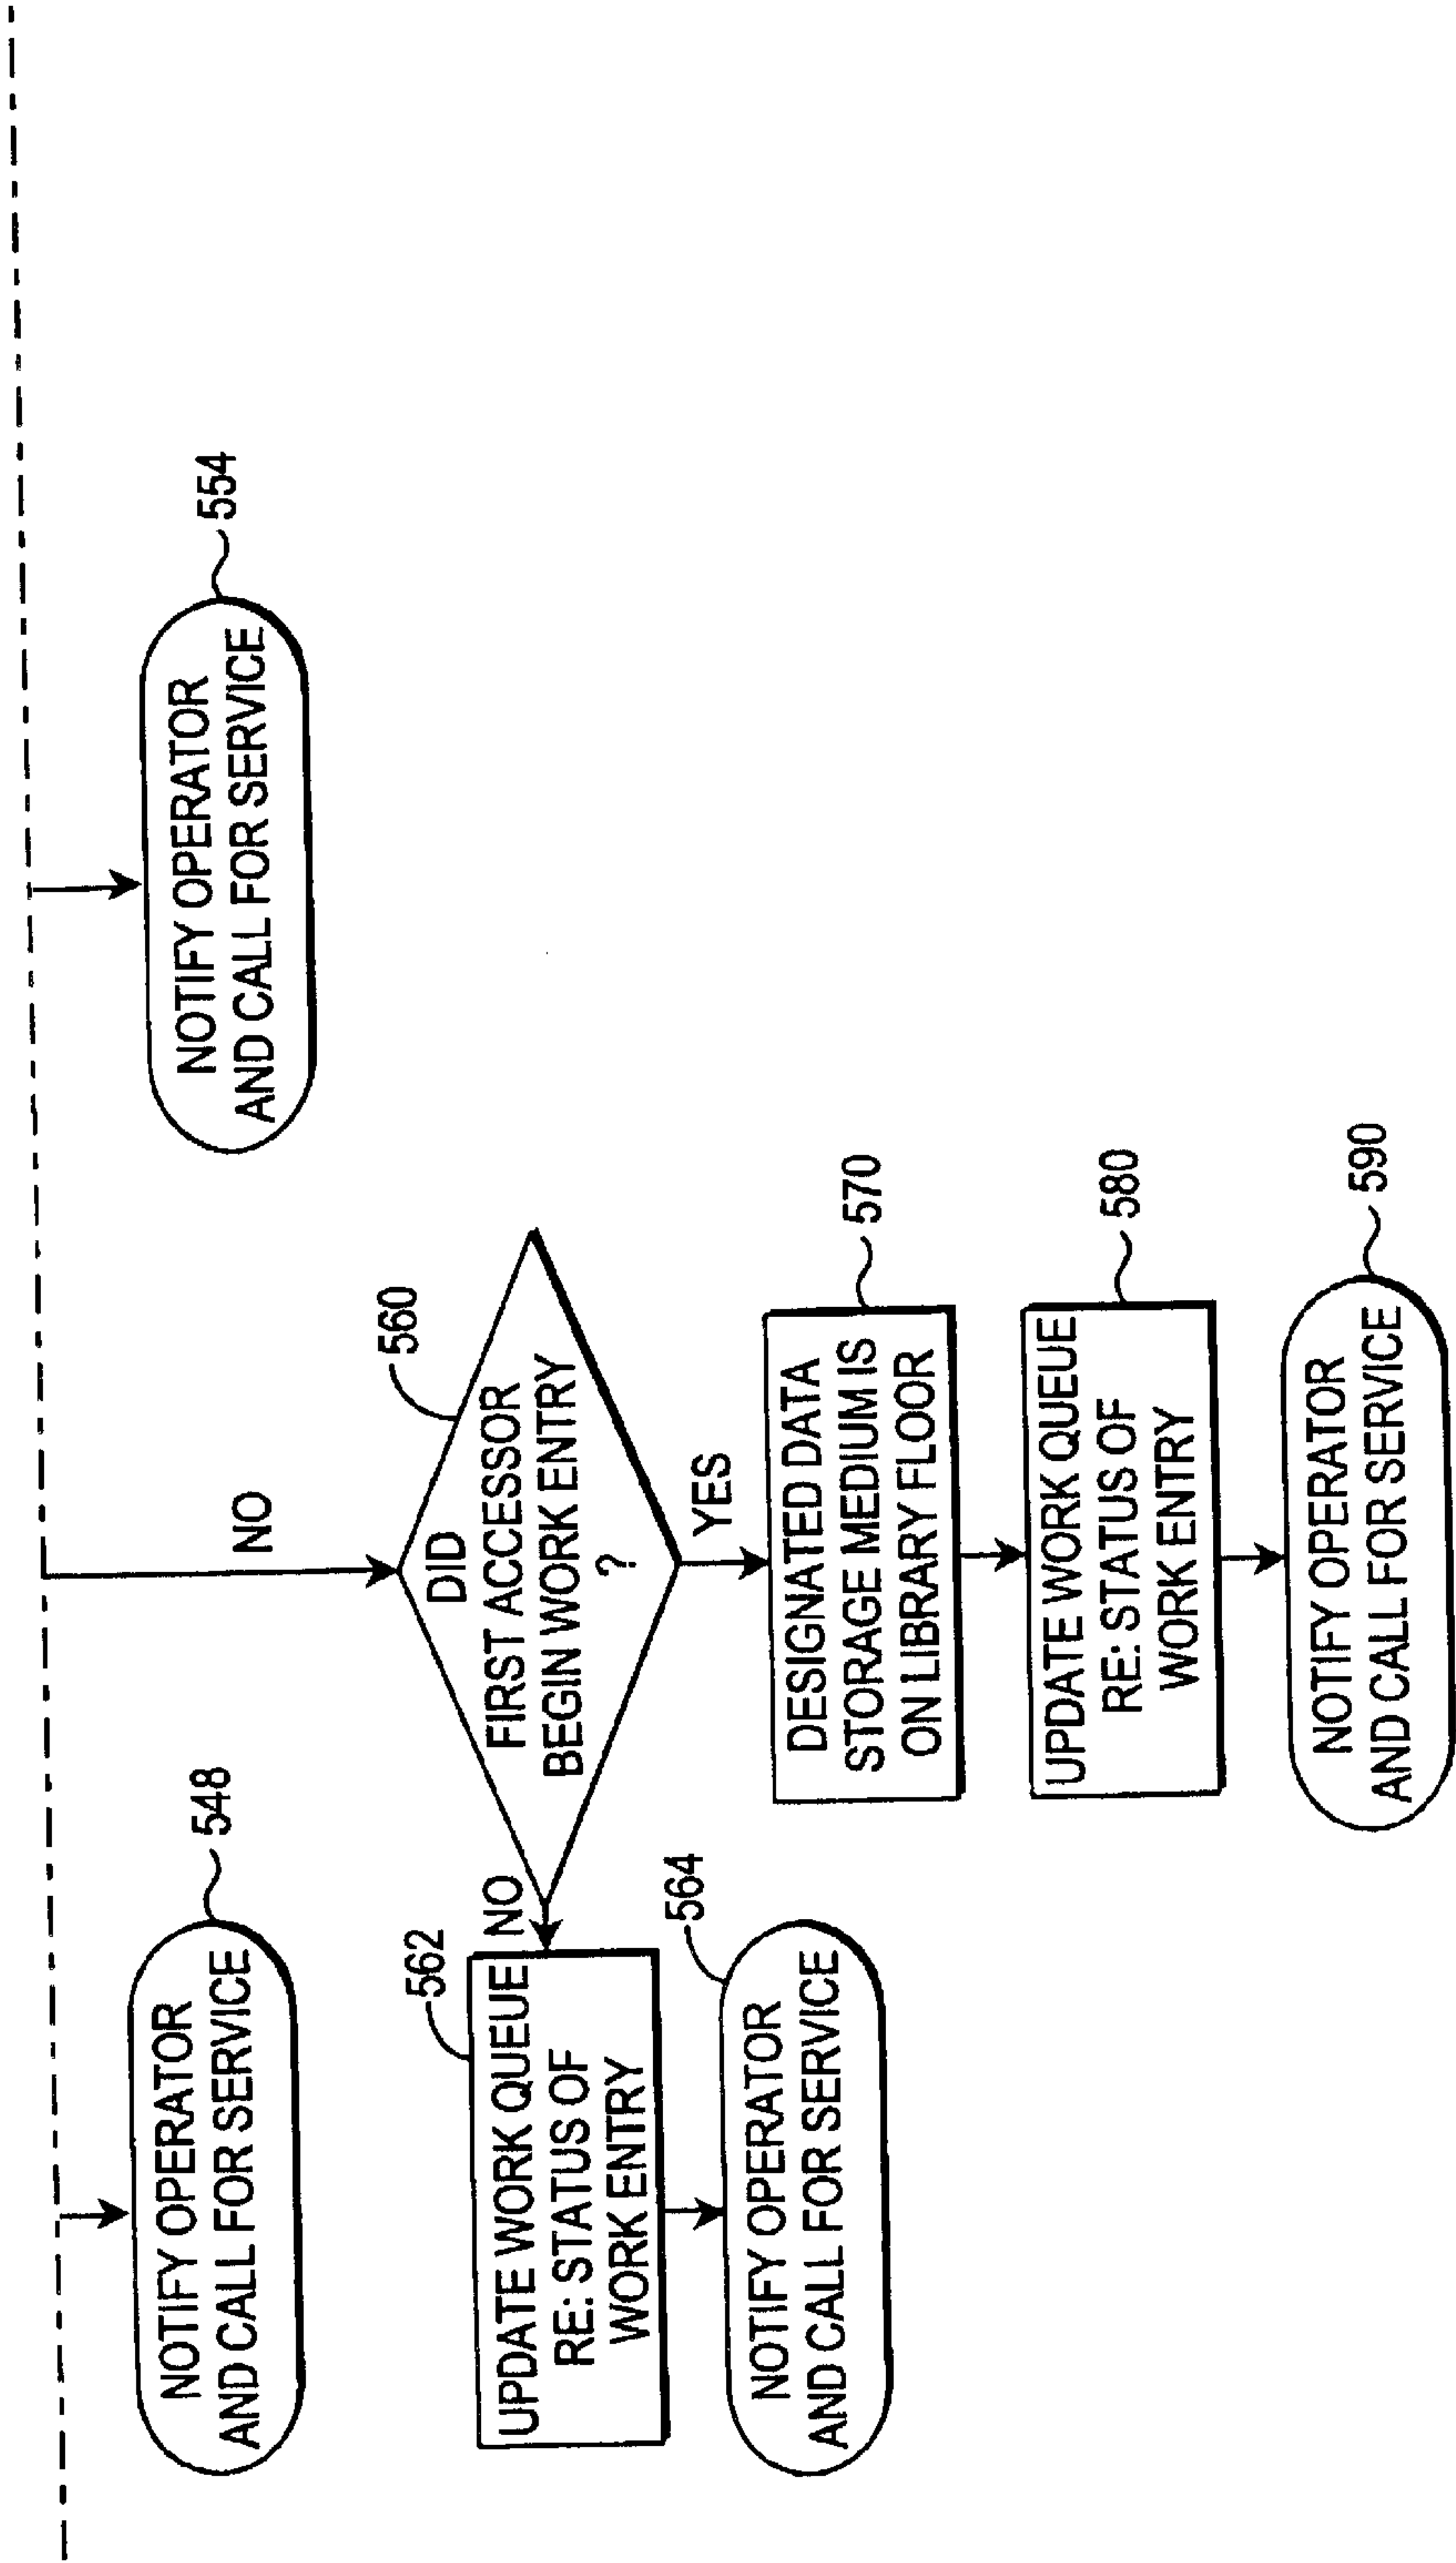 NOTIFY OPERATOR
AND CALL FOR SERVICE
548
NO
NOTIFY OPERATOR
AND CALL FOR SERVICE
554
DID
FIRST ACCESSOR
BEGIN WORK ENTRY
?
560
NO
YES
562
UPDATE WORK QUEUE
RE: STATUS OF
WORK ENTRY
564
NOTIFY OPERATOR
AND CALL FOR SERVICE
DESIGNATED DATA
STORAGE MEDIUM IS
ON LIBRARY FLOOR
570
UPDATE WORK QUEUE
RE: STATUS OF
WORK ENTRY
580
NOTIFY OPERATOR
AND CALL FOR SERVICE
590